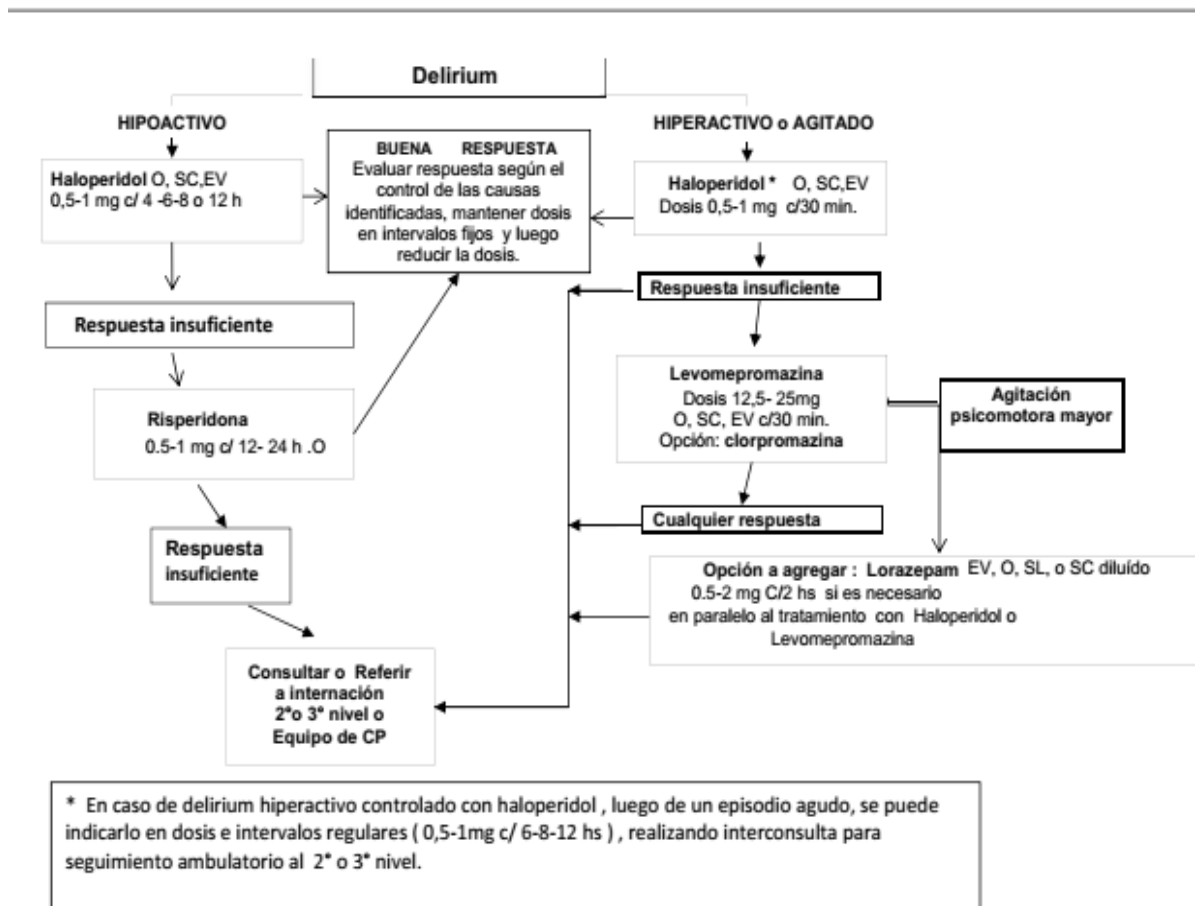 Delirium
HIPOACTIVO
HIPERACTIVO o AGITADO
Haloperidol O, SC,EV
0,5-1 mg c/ 4 -6-8 o 12 h
BUENA RESPUESTA
Evaluar respuesta según el
control de las causas
identificadas, mantener dosis
en intervalos fijos y luego
reducir la dosis.
Haloperidol * O, SC,EV
Dosis 0,5-1 mg c/30 min.
Respuesta insuficiente
Respuesta insuficiente
Risperidona
0.5-1 mg c/ 12- 24 h .O
Levomepromazina
Dosis 12,5- 25mg
O, SC, EV c/30 min.
Opción: clorpromazina
Agitación
psicomotora mayor
Respuesta
insuficiente
Cualquier respuesta
Opción a agregar : Lorazepam EV, O, SL, o SC diluído
0.5-2 mg C/2 hs si es necesario
en paralelo al tratamiento con Haloperidol o
Levomepromazina
Consultar o Referir
a internación
2°o 3° nivel o
Equipo de CP
* En caso de delirium hiperactivo controlado con haloperidol , luego de un episodio agudo, se puede
indicarlo en dosis e intervalos regulares ( 0,5-1mg c/ 6-8-12 hs ) , realizando interconsulta para
seguimiento ambulatorio al 2° o 3° nivel.